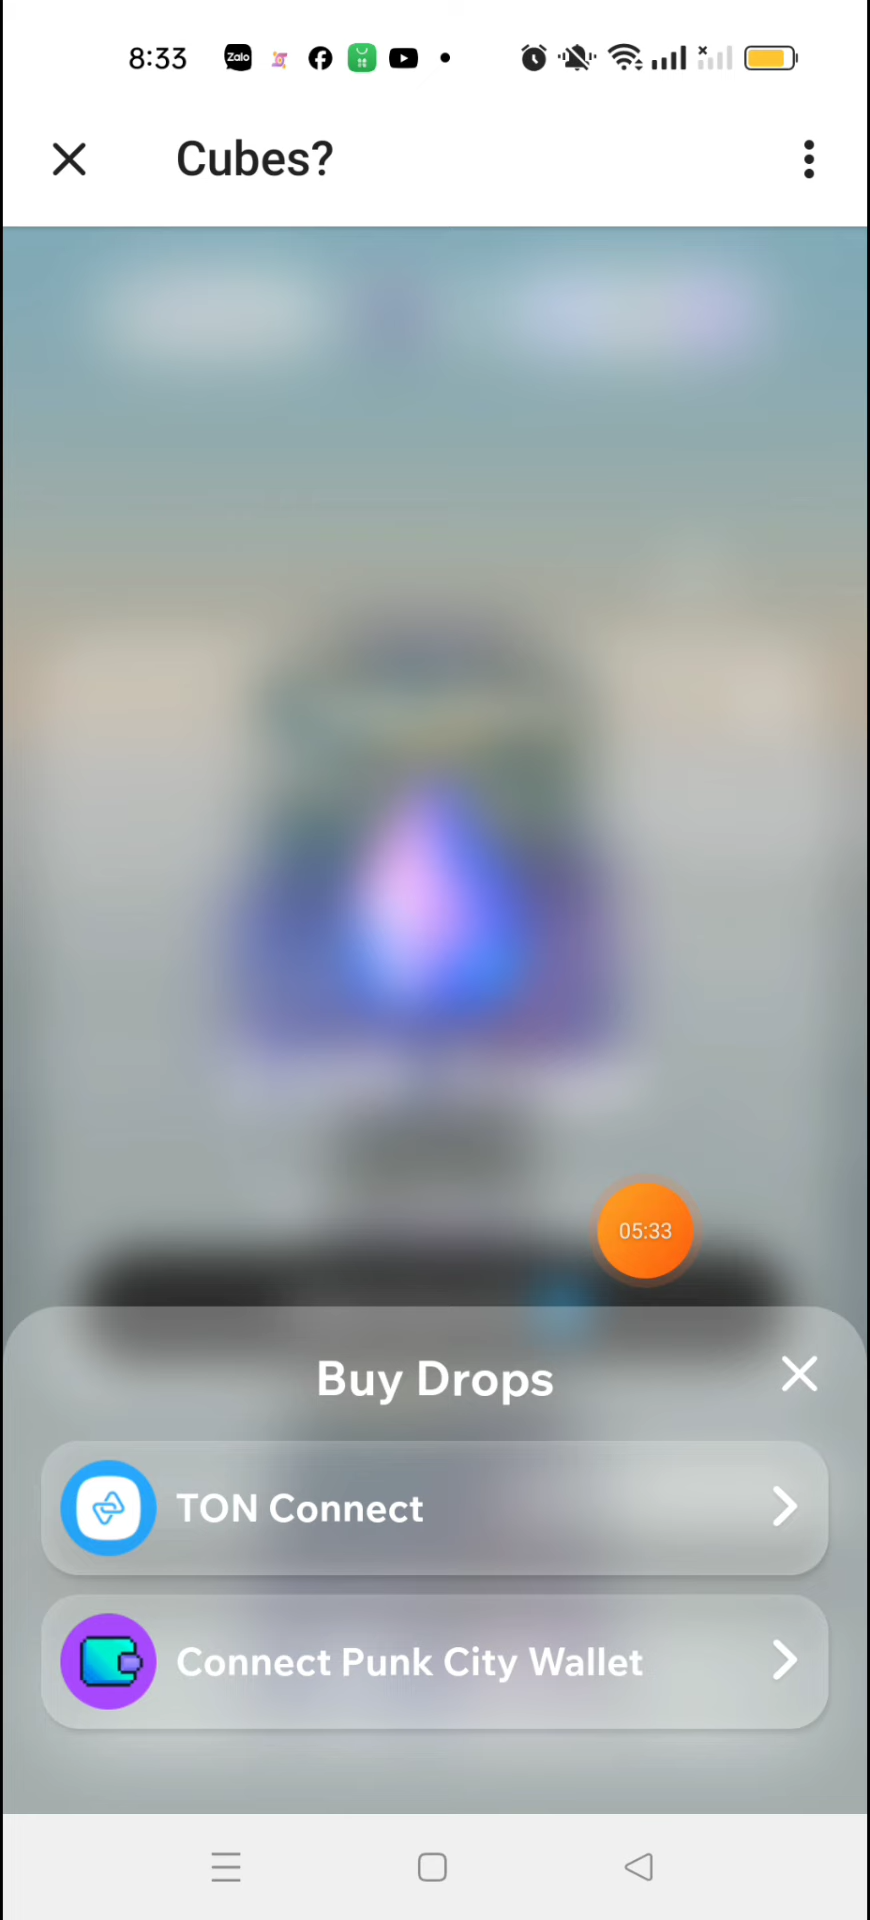 8:33
Zalo
Cubes?
05:33
Buy Drops
TON Connect
Connect Punk City Wallet